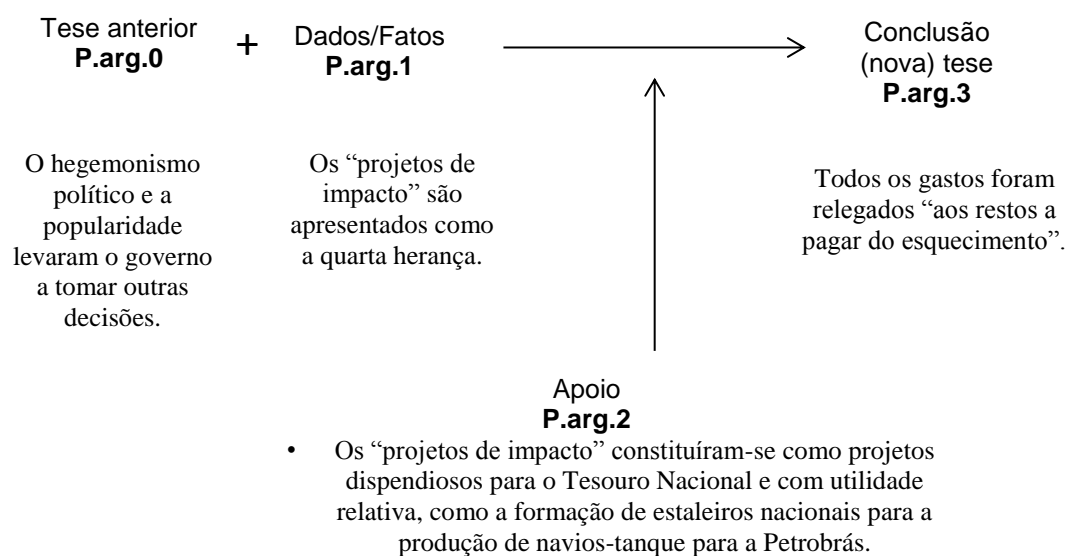 Tese anterior
P.arg.0
+
Dados/Fatos
P.arg.1
Conclusão
(nova) tese
P.arg.3
O hegemonismo
político e a
popularidade
levaram o governo
a tomar outras
decisões.
Os “projetos de
impacto” são
apresentados como
a quarta herança.
Todos os gastos foram
relegados “aos restos a
pagar do esquecimento”.
Apoio
P.arg.2
• Os “projetos de impacto” constituíram-se como projetos
dispendiosos para o Tesouro Nacional e com utilidade
relativa, como a formação de estaleiros nacionais para a
produção de navios-tanque para a Petrobrás.